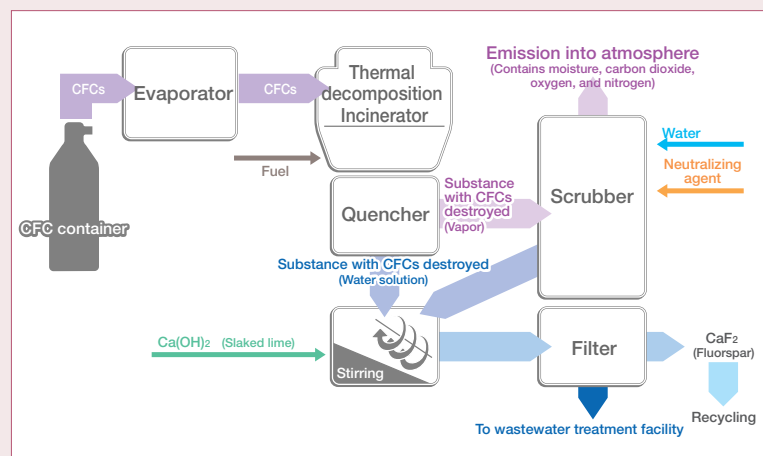 CFCs
Evaporator
CFCs
Thermal
decomposition
Incinerator
Fuel
CFC container
Quencher
Substance
with CFCs
destroyed
(Vapor)
Emission into atmosphere
(Contains moisture, carbon dioxide,
oxygen, and nitrogen)
Scrubber
Water
Neutralizing
agent
Substance with CFCs destroyed
(Water solution)
Ca(OH)₂ (Slaked lime)
Stirring
Filter
CaF₂
(Fluorspar)
Recycling
To wastewater treatment facility